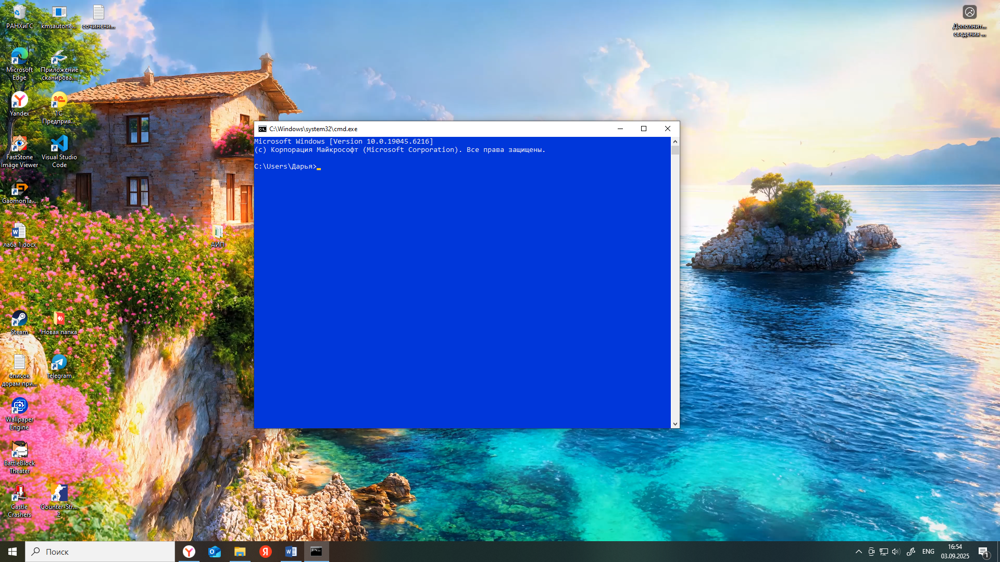 РАНХиГС
kmsautone...
сочинени...
Дополнит...
сведения ...
Microsoft
Edge
Приложение
сканирова...
Yandex
1С
Предприя...
FastStone
Image Viewer
Visual Studio
Code
GaomonTa...
лаба 1.docx
АИП
Steam
Новая папка
список
дорам при...
Telegram
Wallpaper
Engine
BattleBlock
Theater
Castle
Crashers
Counter-Str...
2
C:\Windows\system32\cmd.exe
Microsoft Windows [Version 10.0.19045.6216]
(c) Корпорация Майкрософт (Microsoft Corporation). Все права защищены.
C:\Users\Дарья>
Поиск
ENG
16:54
03.09.2025
1